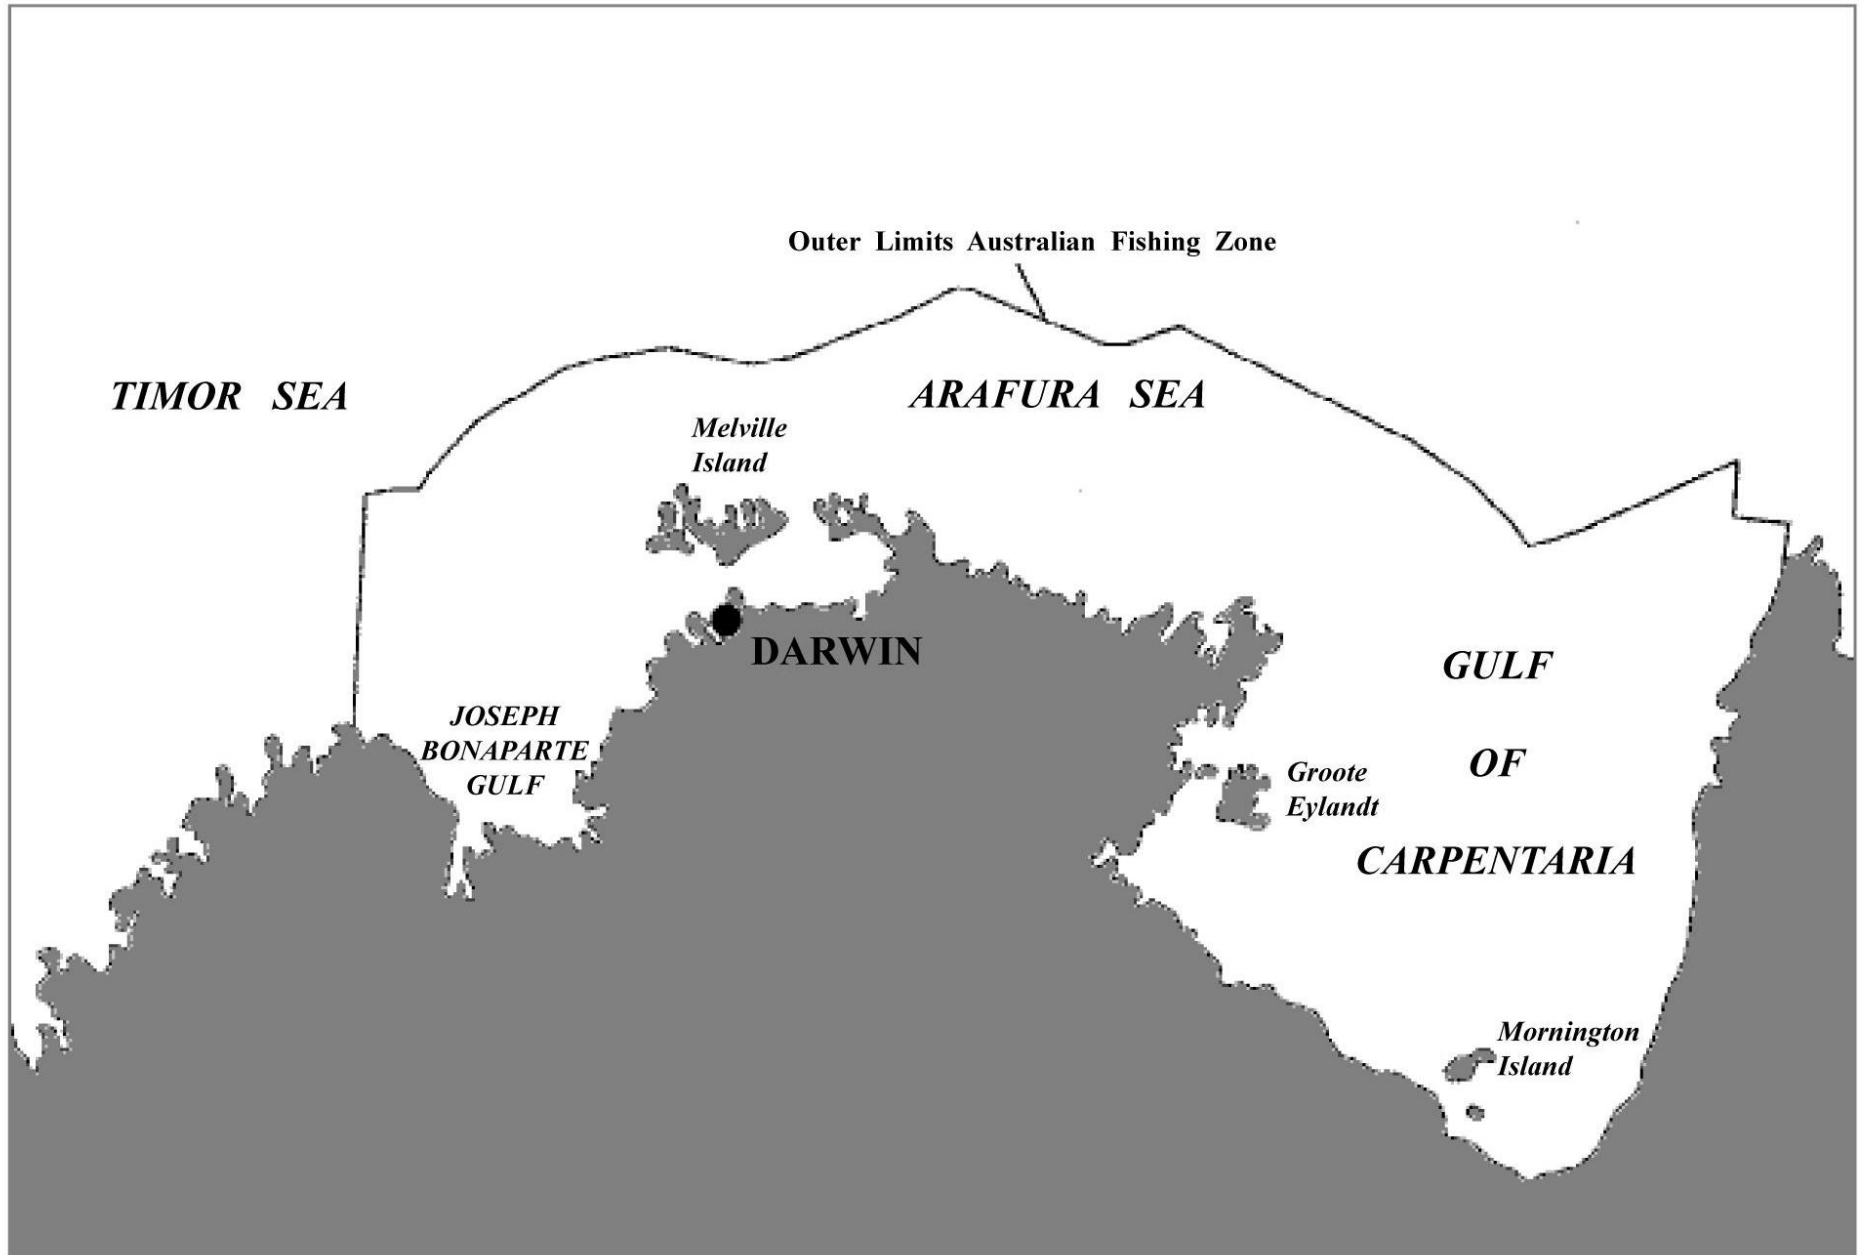 Outer Limits Australian Fishing Zone
TIMOR SEA
ARAFURA SEA
Melville
Island
DARWIN
GULF
OF
CARPENTARIA
JOSEPH
BONAPARTE
GULF
Groote
Eylandt
Mornington
Island